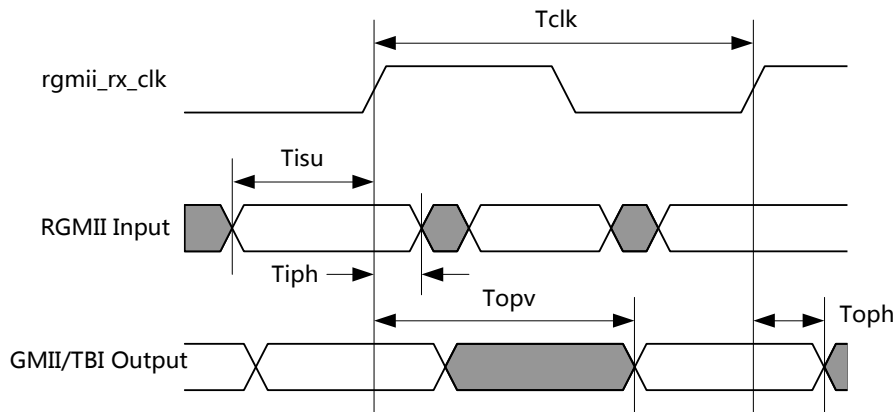 Tclk
rgmii_rx_clk
Tisu
RGMII Input
Tiph
Topv
Toph
GMII/TBI Output